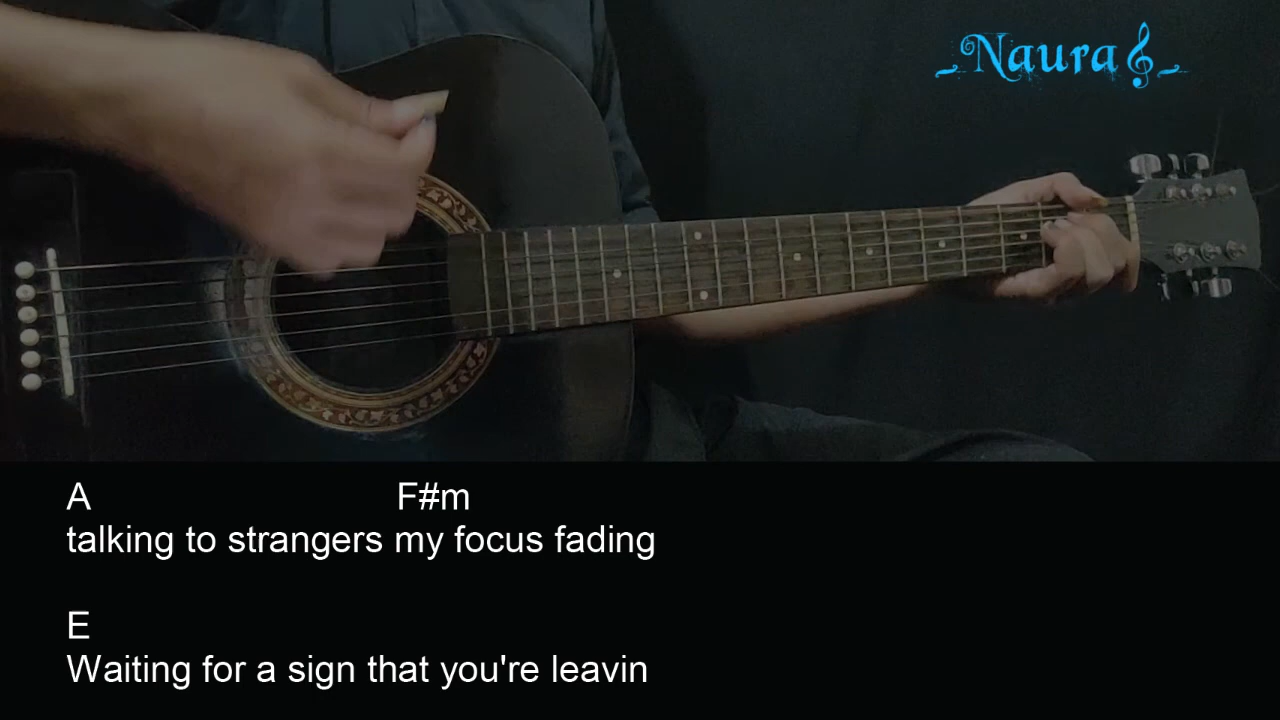 Naura
A F#m
talking to strangers my focus fading
E
Waiting for a sign that you're leavin